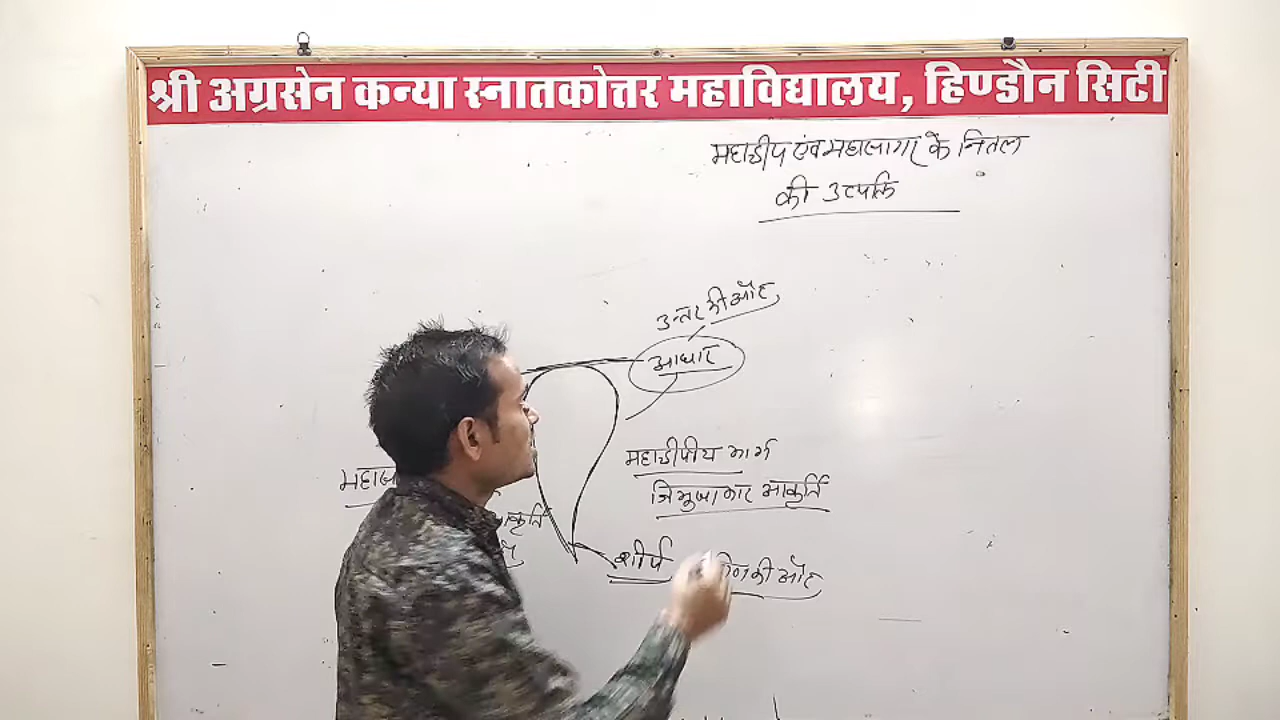 श्री अग्रसेन कन्या स्नातकोत्तर महाविद्यालय, हिण्डौन सिटी
महाद्वीप एंव महासागर के नितल
की उत्पत्ति
उत्तर की ओर
आधार
महाद्वीपीय भाग
त्रिभुजाकार आकृति
शीर्ष
की ओर